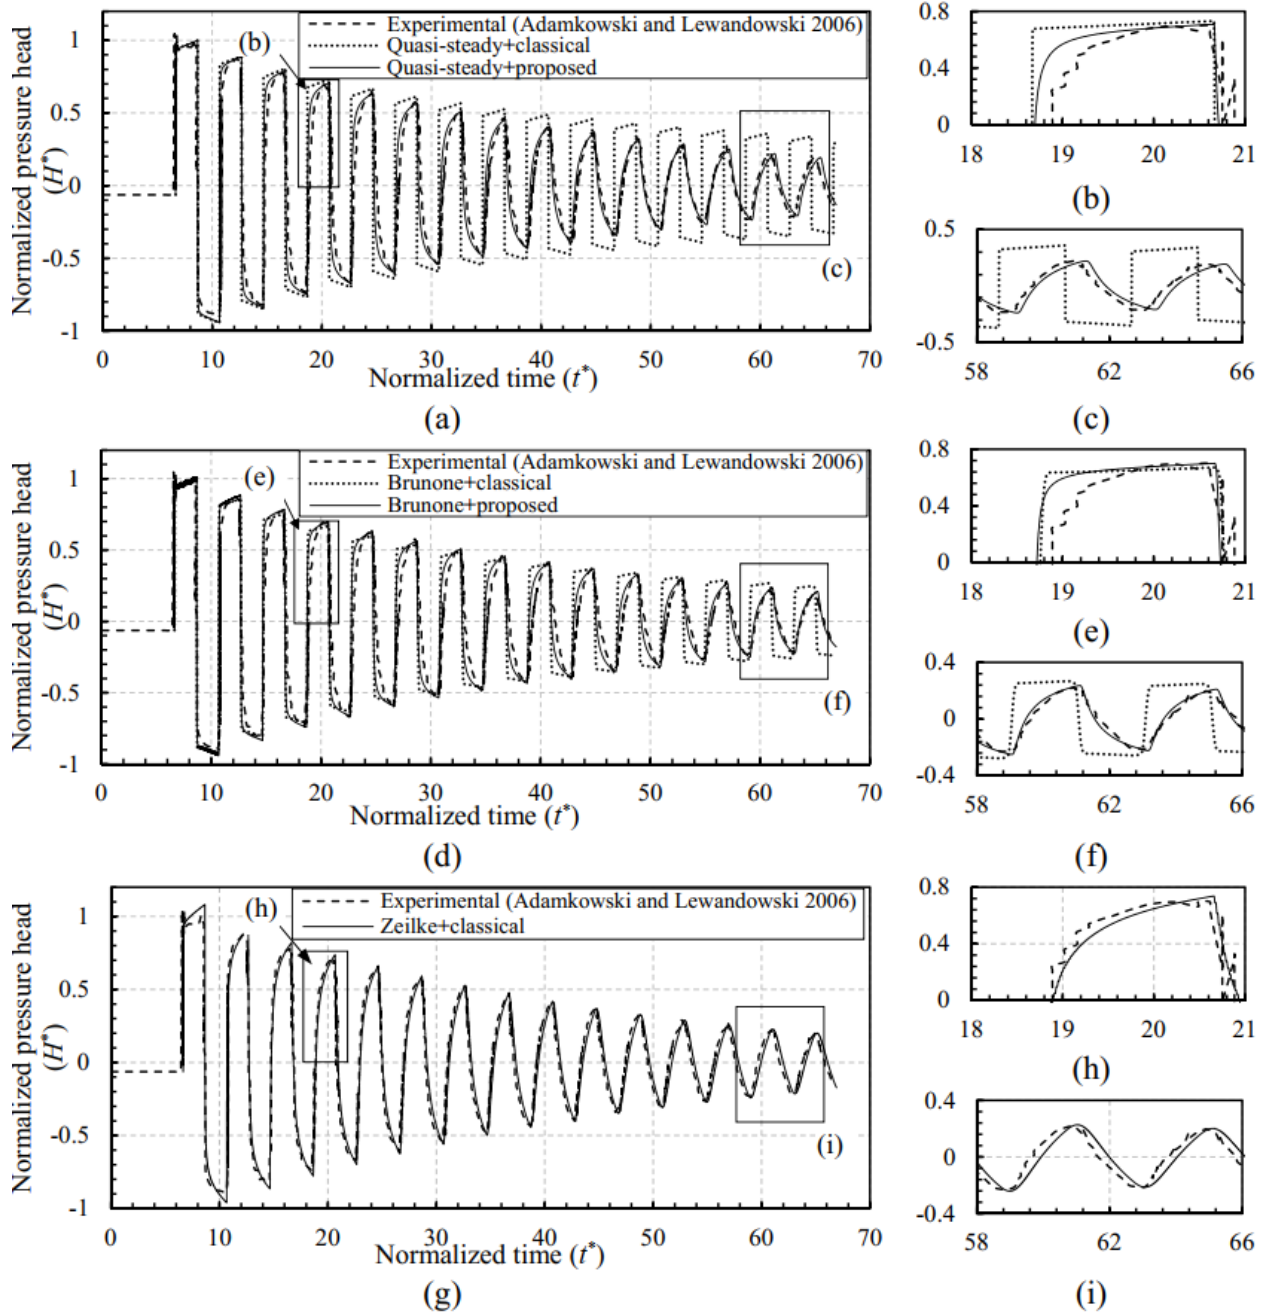 Normalized pressure head
(H*)
1
0.5
0
-0.5
-1
0
10
20
30
40
50
60
70
Normalized time (t*)
Experimental (Adamkowski and Lewandowski 2006)
Quasi-steady+classical
Quasi-steady+proposed
(b)
(c)
(a)
0.8
0.4
0
18
19
20
21
(b)
0.5
-0.5
58
62
66
(c)
Normalized pressure head
(H*)
1
0.5
0
-0.5
-1
0
10
20
30
40
50
60
70
Normalized time (t*)
Experimental (Adamkowski and Lewandowski 2006)
Brunone+classical
Brunone+proposed
(e)
(f)
(d)
0.8
0.4
0
18
19
20
21
(e)
0.4
0
-0.4
58
62
66
(f)
Normalized pressure head
(H*)
1
0.5
0
-0.5
-1
0
10
20
30
40
50
60
70
Normalized time (t*)
Experimental (Adamkowski and Lewandowski 2006)
Zeilke+classical
(h)
(i)
(g)
0.8
0.4
0
18
19
20
21
(h)
0.4
0
-0.4
58
62
66
(i)